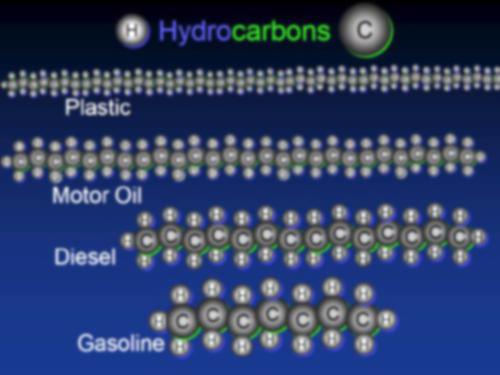 H Hydrocarbons C
Plastic
Motor Oil
Diesel
Gasoline